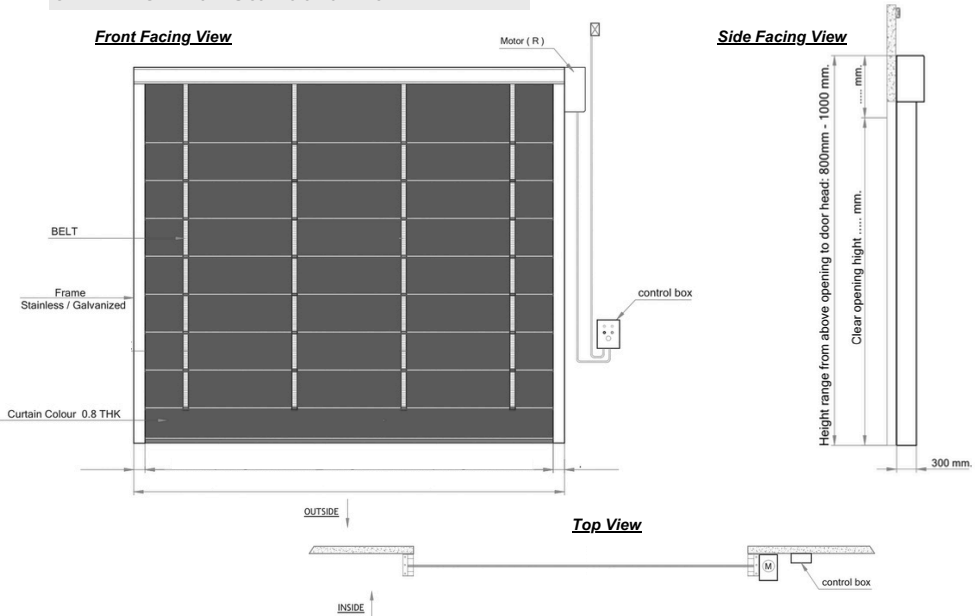 Front Facing View
Side Facing View
Motor ( R )
BELT
Frame
Stainless / Galvanized
control box
Curtain Colour 0.8 THK
Height range from above opening to door head: 800mm - 1000 mm.
..... mm.
Clear opening hight ..... mm.
300 mm.
OUTSIDE
Top View
M
control box
INSIDE